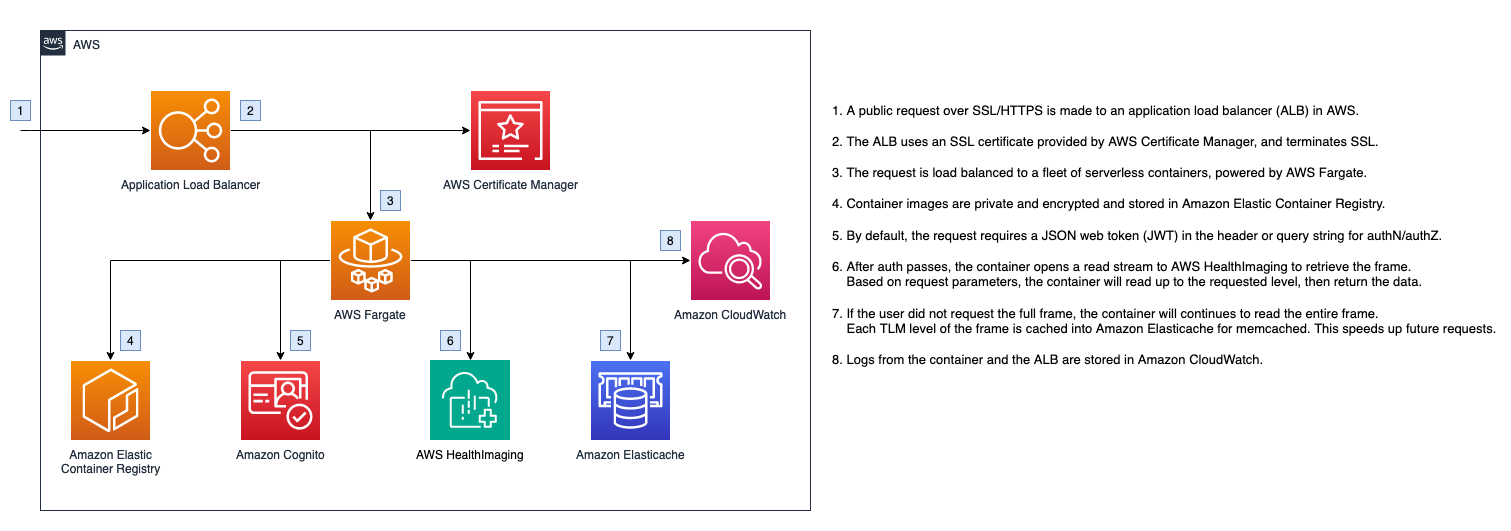 aws
AWS
1
2
Application Load Balancer
AWS Certificate Manager
3
8
AWS Fargate
Amazon CloudWatch
4
5
6
7
Amazon Elastic
Container Registry
Amazon Cognito
AWS HealthImaging
Amazon Elasticache
1. A public request over SSL/HTTPS is made to an application load balancer (ALB) in AWS.
2. The ALB uses an SSL certificate provided by AWS Certificate Manager, and terminates SSL.
3. The request is load balanced to a fleet of serverless containers, powered by AWS Fargate.
4. Container images are private and encrypted and stored in Amazon Elastic Container Registry.
5. By default, the request requires a JSON web token (JWT) in the header or query string for authN/authZ.
6. After auth passes, the container opens a read stream to AWS HealthImaging to retrieve the frame.
Based on request parameters, the container will read up to the requested level, then return the data.
7. If the user did not request the full frame, the container will continues to read the entire frame.
Each TLM level of the frame is cached into Amazon Elasticache for memcached. This speeds up future requests.
8. Logs from the container and the ALB are stored in Amazon CloudWatch.